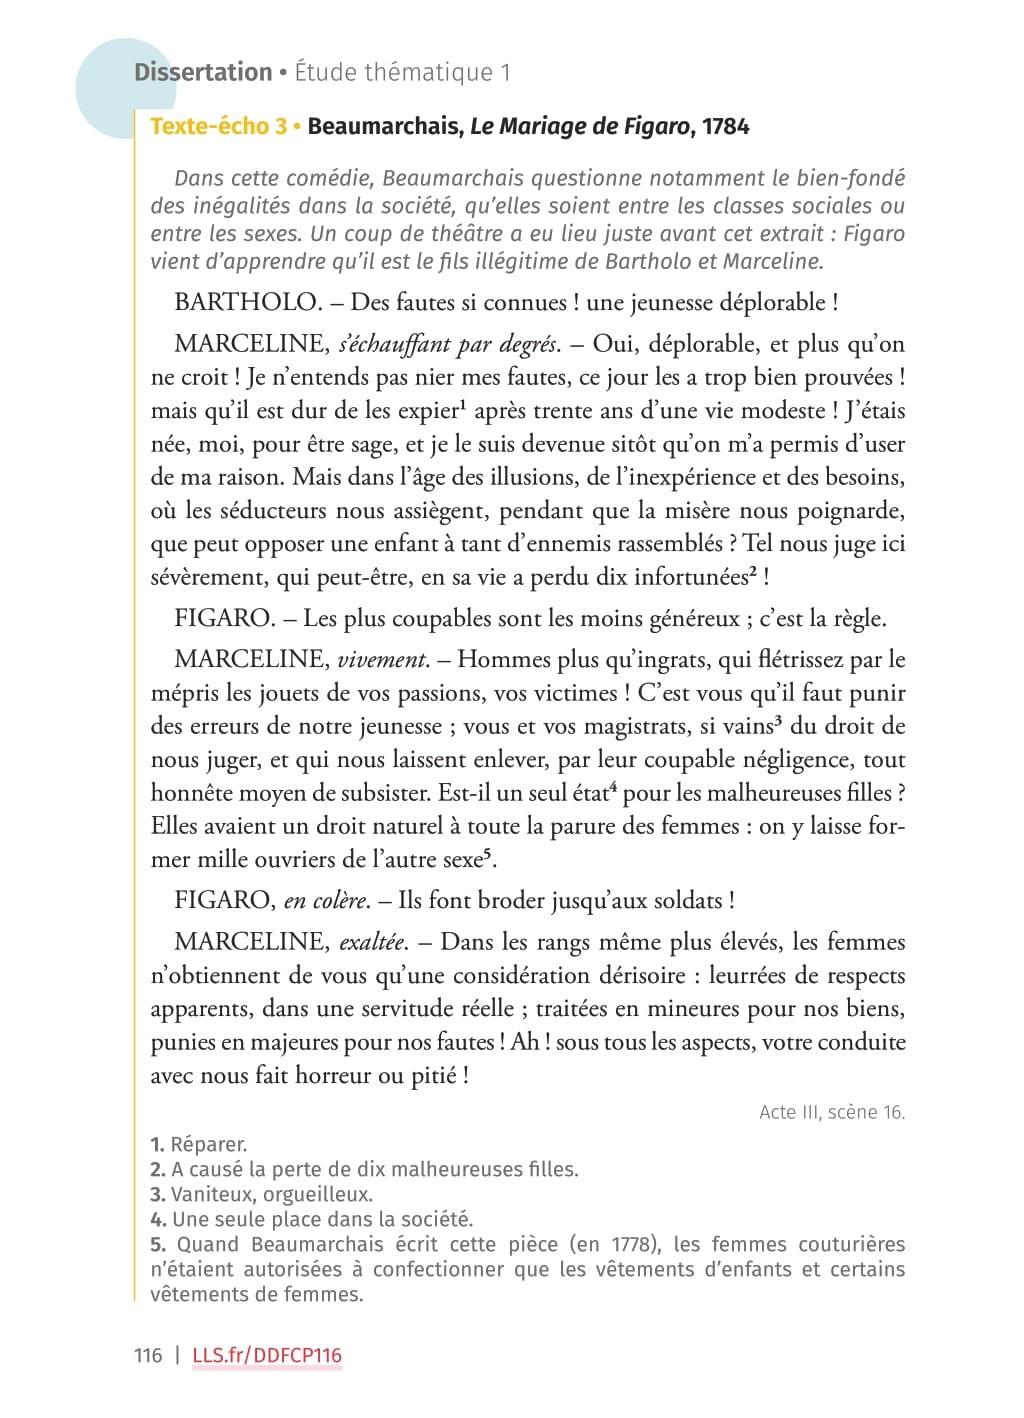 Dissertation • Étude thématique 1
Texte-écho 3 • Beaumarchais, Le Mariage de Figaro, 1784
Dans cette comédie, Beaumarchais questionne notamment le bien-fondé
des inégalités dans la société, qu'elles soient entre les classes sociales ou
entre les sexes. Un coup de théâtre a eu lieu juste avant cet extrait : Figaro
vient d'apprendre qu'il est le fils illégitime de Bartholo et Marceline.
BARTHOLO. – Des fautes si connues ! une jeunesse déplorable !
MARCELINE, s'échauffant par degrés. – Oui, déplorable, et plus qu'on
ne croit ! Je n'entends pas nier mes fautes, ce jour les a trop bien prouvées !
mais qu'il est dur de les expier¹ après trente ans d'une vie modeste ! J'étais
née, moi, pour être sage, et je le suis devenue sitôt qu'on m'a permis d'user
de ma raison. Mais dans l'âge des illusions, de l'inexpérience et des besoins,
où les séducteurs nous assiègent, pendant que la misère nous poignarde,
que peut opposer une enfant à tant d'ennemis rassemblés ? Tel nous juge ici
sévèrement, qui peut-être, en sa vie a perdu dix infortunées² !
FIGARO. – Les plus coupables sont les moins généreux ; c'est la règle.
MARCELINE, vivement. – Hommes plus qu'ingrats, qui flétrissez par le
mépris les jouets de vos passions, vos victimes ! C'est vous qu'il faut punir
des erreurs de notre jeunesse ; vous et vos magistrats, si vains³ du droit de
nous juger, et qui nous laissent enlever, par leur coupable négligence, tout
honnête moyen de subsister. Est-il un seul état⁴ pour les malheureuses filles ?
Elles avaient un droit naturel à toute la parure des femmes : on y laisse for-
mer mille ouvriers de l'autre sexe⁵.
FIGARO, en colère. – Ils font broder jusqu'aux soldats !
MARCELINE, exaltée. – Dans les rangs même plus élevés, les femmes
n'obtiennent de vous qu'une considération dérisoire : leurrées de respects
apparents, dans une servitude réelle ; traitées en mineures pour nos biens,
punies en majeures pour nos fautes ! Ah ! sous tous les aspects, votre conduite
avec nous fait horreur ou pitié !
Acte III, scène 16.
1. Réparer.
2. A causé la perte de dix malheureuses filles.
3. Vaniteux, orgueilleux.
4. Une seule place dans la société.
5. Quand Beaumarchais écrit cette pièce (en 1778), les femmes couturières
n'étaient autorisées à confectionner que les vêtements d'enfants et certains
vêtements de femmes.
116 | LLS.fr/DDFCP116